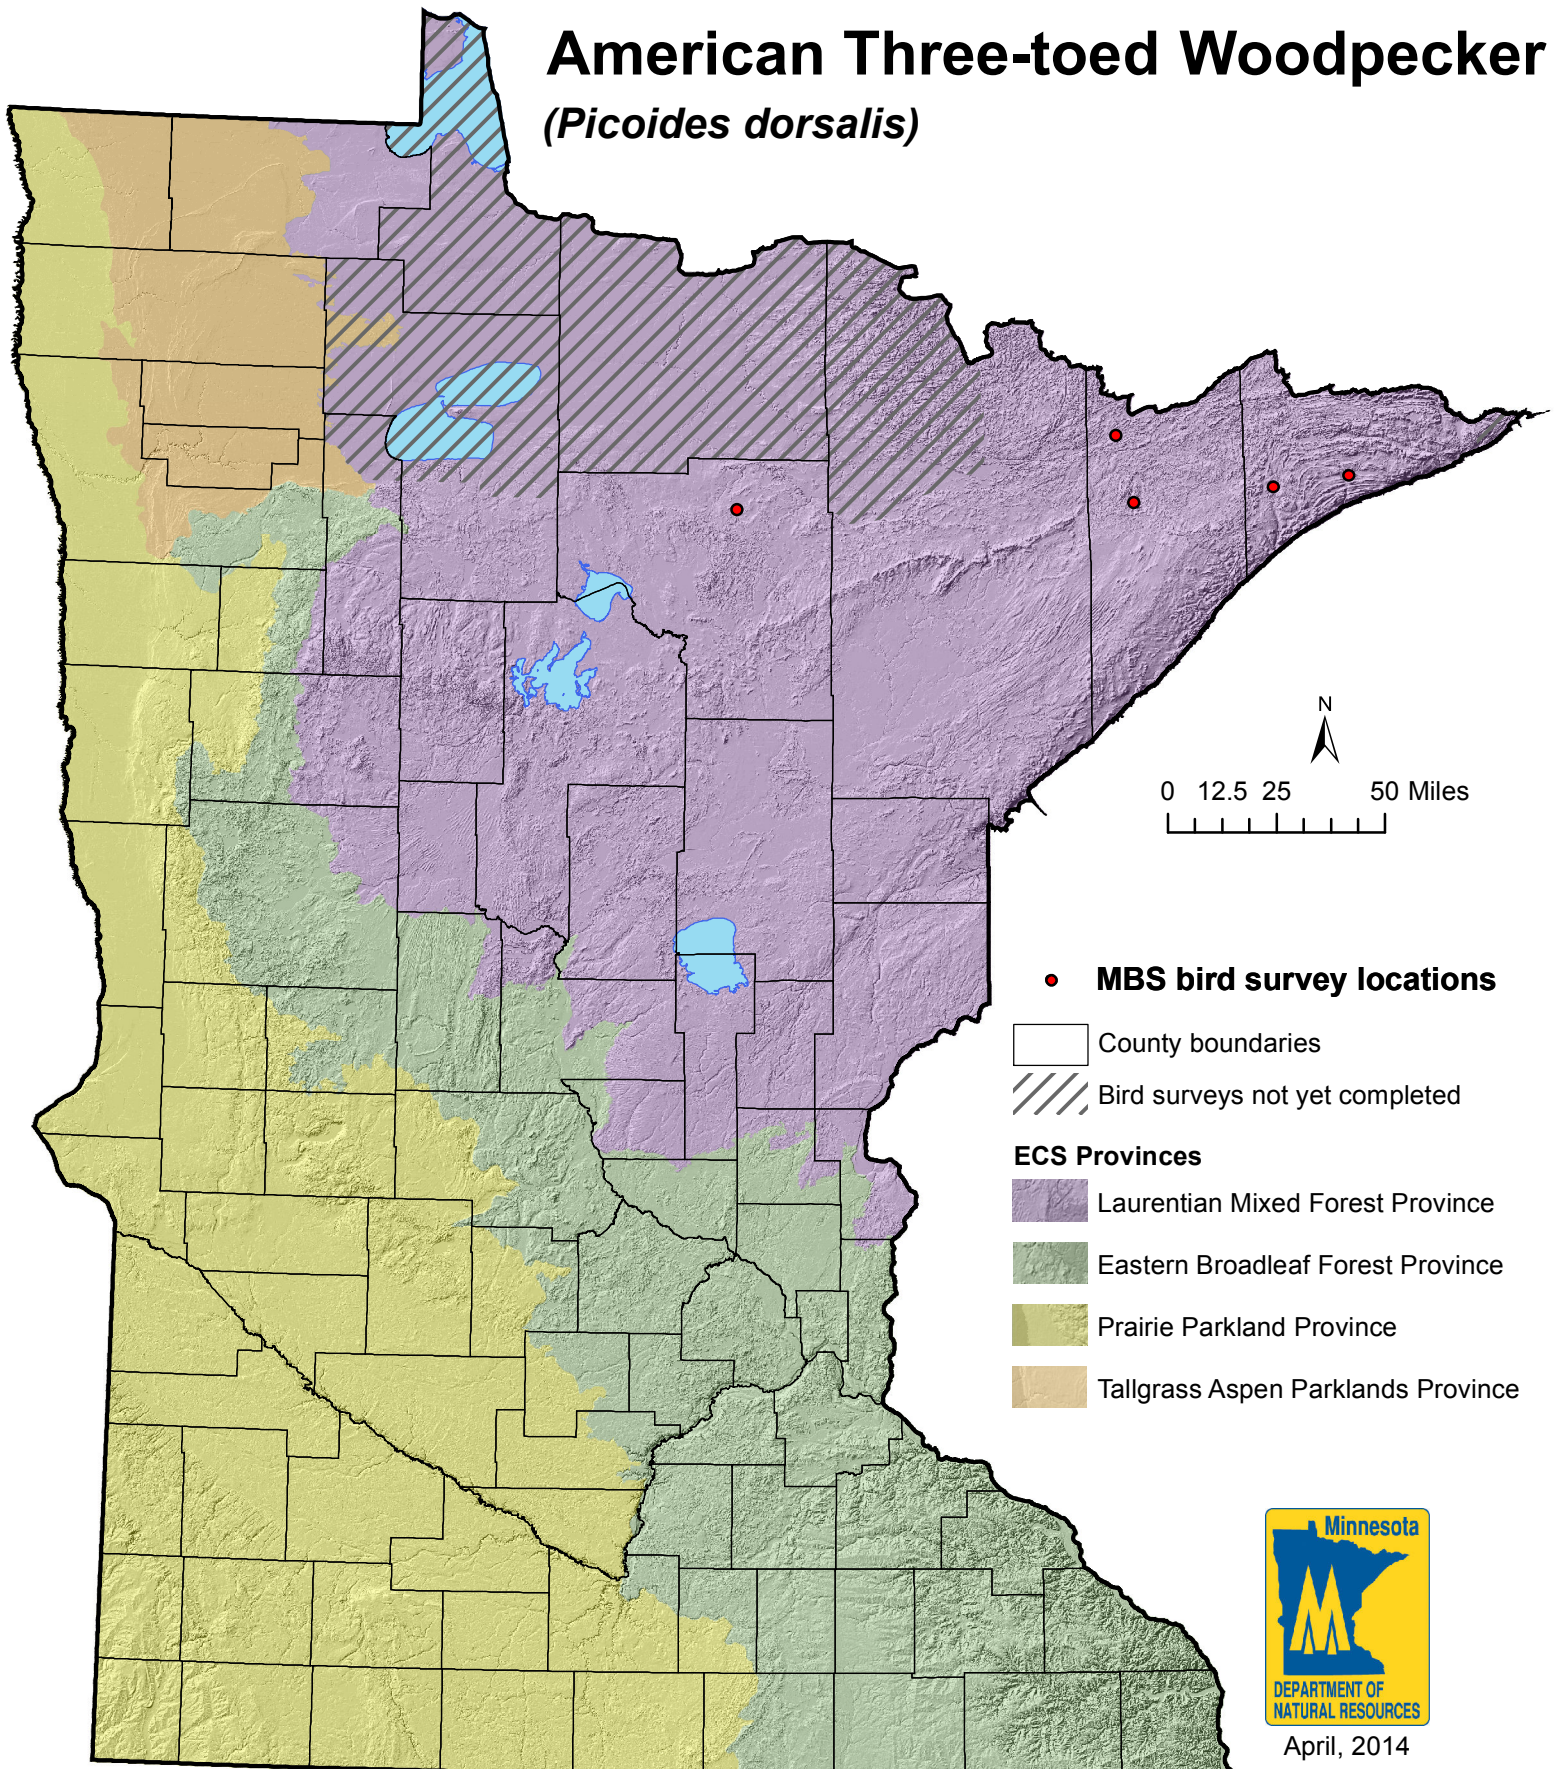 American Three-toed Woodpecker
(Picoides dorsalis)
N
0 12.5 25 50 Miles
MBS bird survey locations
County boundaries
Bird surveys not yet completed
ECS Provinces
Laurentian Mixed Forest Province
Eastern Broadleaf Forest Province
Prairie Parkland Province
Tallgrass Aspen Parklands Province
Minnesota
DEPARTMENT OF
NATURAL RESOURCES
April, 2014